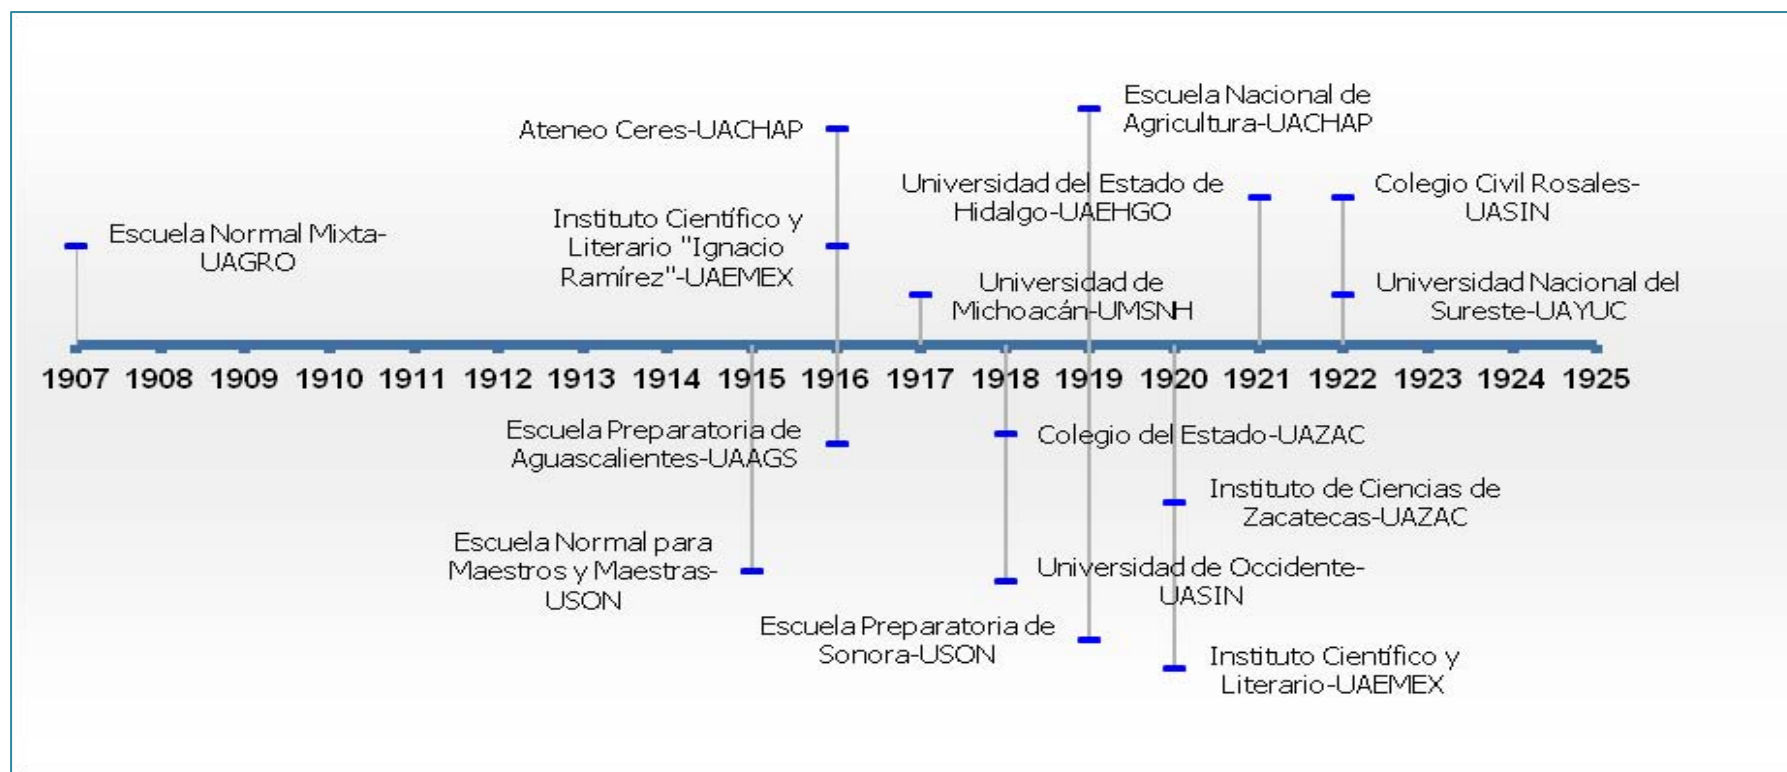 Escuela Nacional de
Agricultura-UACHAP
Ateneo Ceres-UACHAP
Universidad del Estado de
Hidalgo-UAEHGO
Colegio Civil Rosales-
UASIN
Escuela Normal Mixta-
UAGRO
Instituto Científico y
Literario "Ignacio
Ramírez"-UAEMEX
Universidad de
Michoacán-UMSNH
Universidad Nacional del
Sureste-UAYUC
1907 1908 1909 1910 1911 1912 1913 1914 1915 1916 1917 1918 1919 1920 1921 1922 1923 1924 1925
Escuela Preparatoria de
Aguascalientes-UAAGS
Colegio del Estado-UAZAC
Instituto de Ciencias de
Zacatecas-UAZAC
Escuela Normal para
Maestros y Maestras-
USON
Universidad de Occidente-
UASIN
Escuela Preparatoria de
Sonora-USON
Instituto Científico y
Literario-UAEMEX